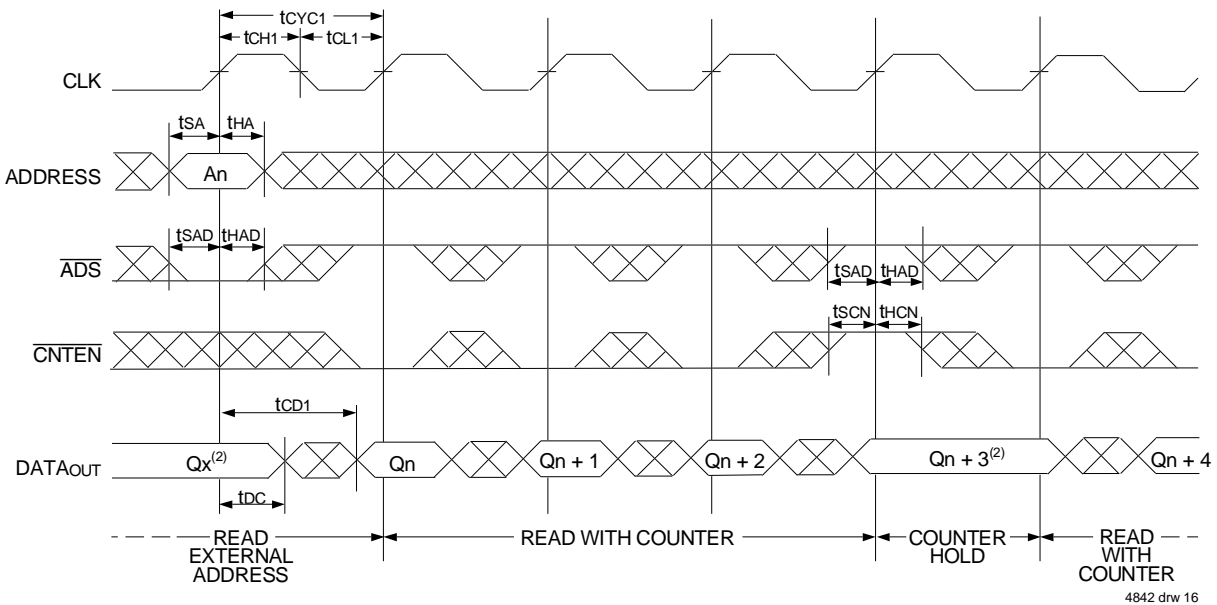 tCYC1
tCH1 tCL1
CLK
tSA tHA
ADDRESS An
tSAD tHAD
ADS
tSAD tHAD
tSCN tHCN
CNTEN
tCD1
DATAOUT Qx(2) Qn Qn + 1 Qn + 2 Qn + 3(2) Qn + 4
tDC
READ EXTERNAL ADDRESS
READ WITH COUNTER
COUNTER HOLD
READ WITH COUNTER
4842 drw 16